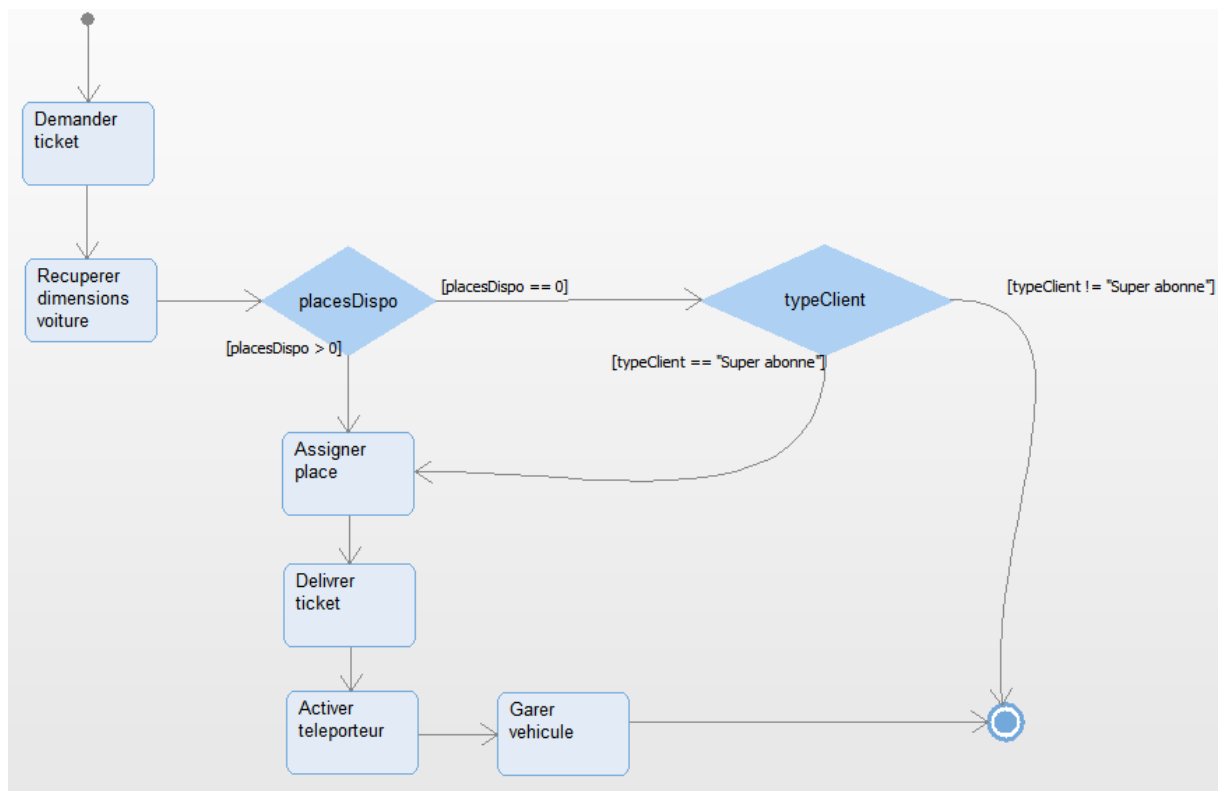 Demander
ticket
Recuperer
dimensions
voiture
placesDispo
[placesDispo == 0]
typeClient
[typeClient != "Super abonne"]
[placesDispo > 0]
[typeClient == "Super abonne"]
Assigner
place
Delivrer
ticket
Activer
teleporteur
Garer
vehicule